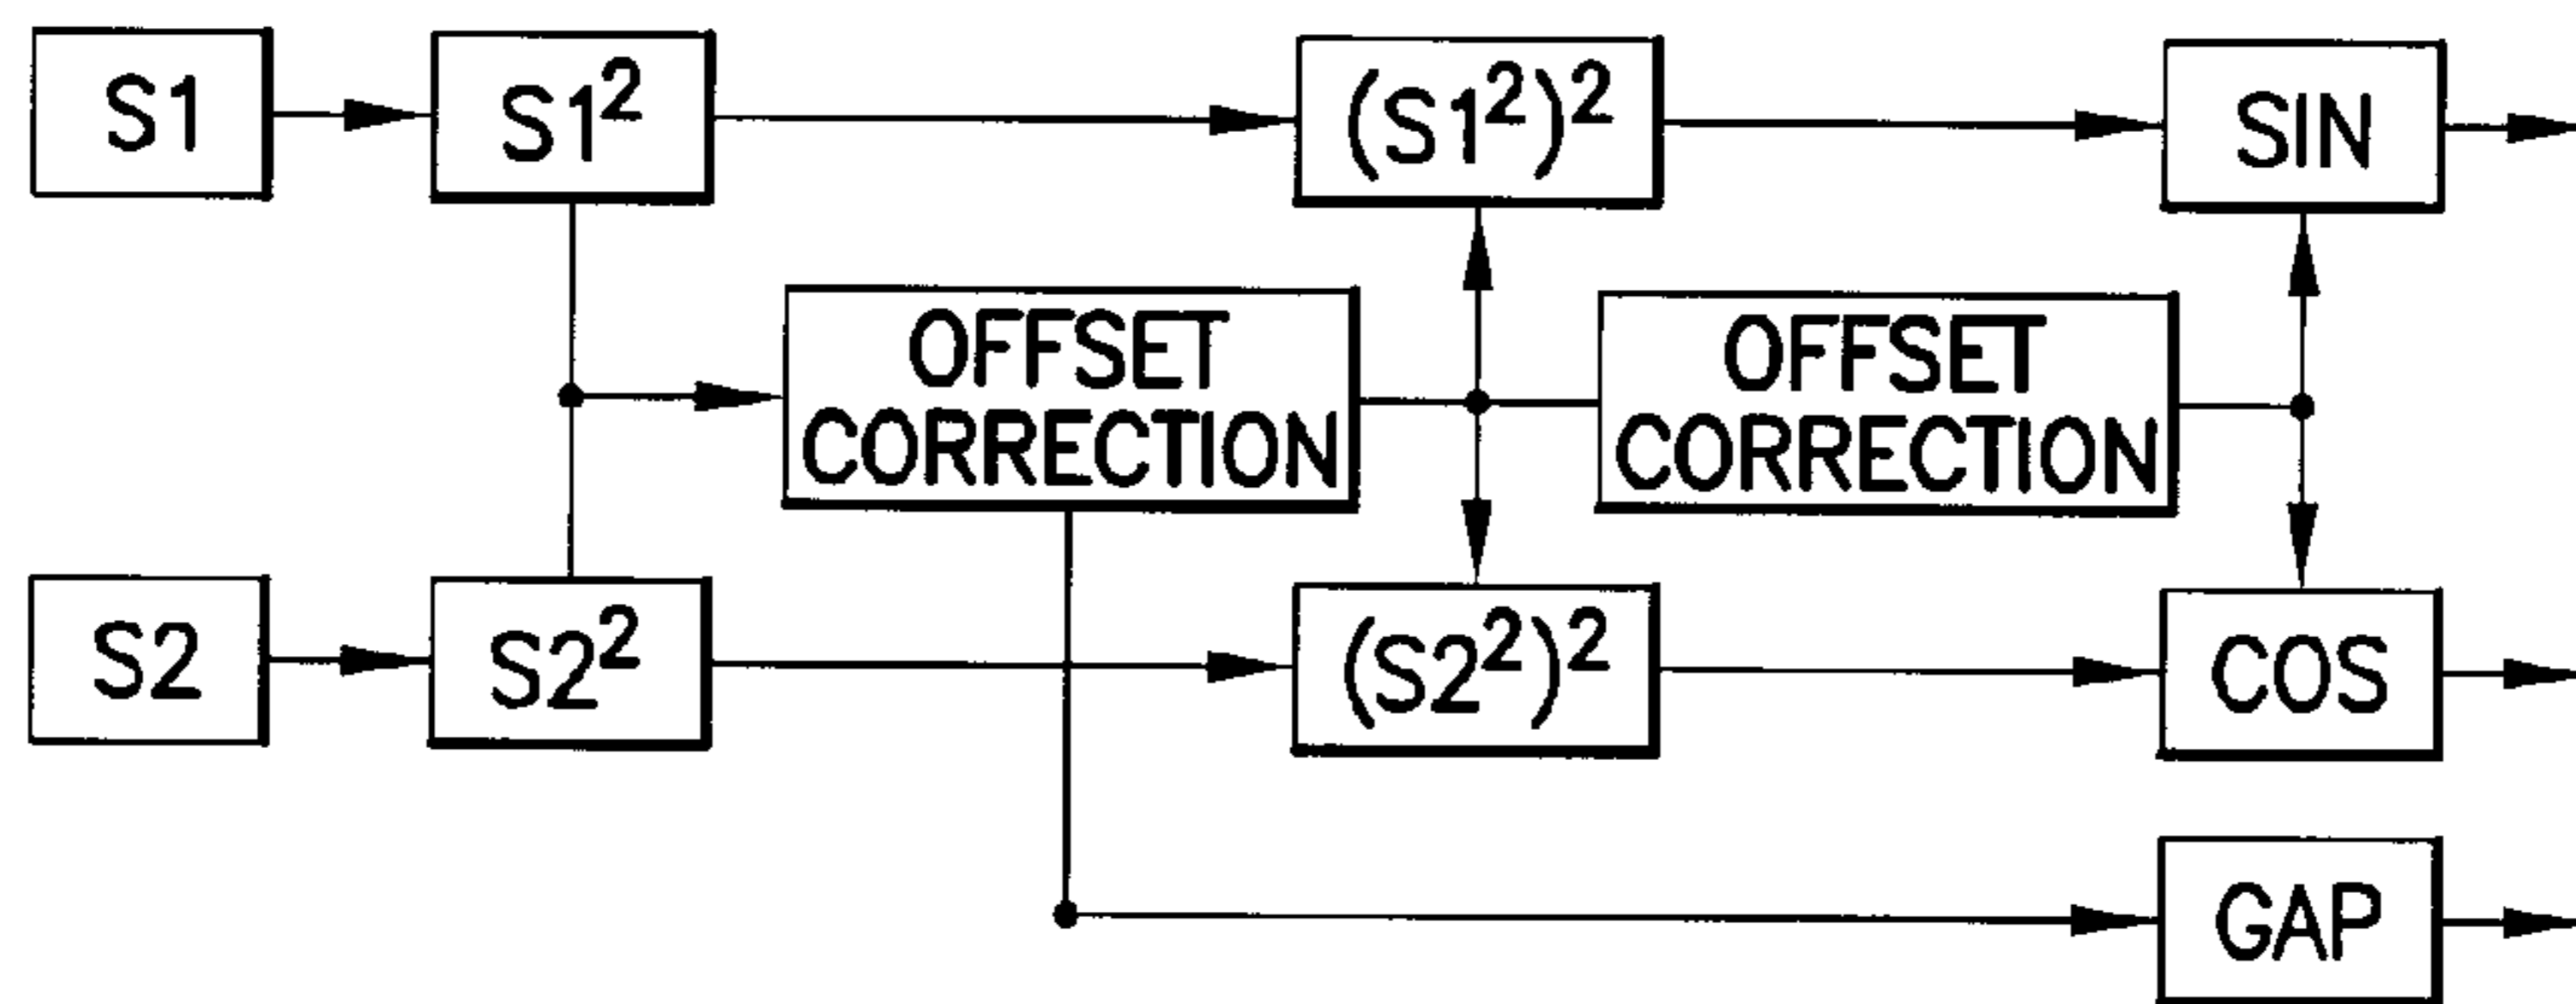 S1
S1²
(S1²)²
SIN
OFFSET
CORRECTION
OFFSET
CORRECTION
S2
S2²
(S2²)²
COS
GAP